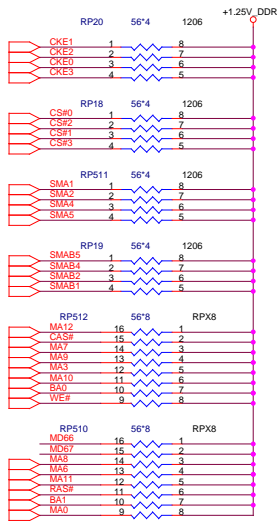 +1.25V_DDR
RP20 56*4 1206
CKE1 1 8
CKE2 2 7
CKE0 3 6
CKE3 4 5
RP18 56*4 1206
CS#0 1 8
CS#2 2 7
CS#1 3 6
CS#3 4 5
RP511 56*4 1206
SMA1 1 8
SMA2 2 7
SMA4 3 6
SMA5 4 5
RP19 56*4 1206
SMAB5 1 8
SMAB4 2 7
SMAB2 3 6
SMAB1 4 5
RP512 56*8 RPX8
MA12 16 1
CAS# 15 2
MA7 14 3
MA9 13 4
MA3 12 5
MA10 11 6
BA0 10 7
WE# 9 8
RP510 56*8 RPX8
MD66 16 1
MD67 15 2
MA8 14 3
MA6 13 4
MA11 12 5
RAS# 11 6
BA1 10 7
MA0 9 8